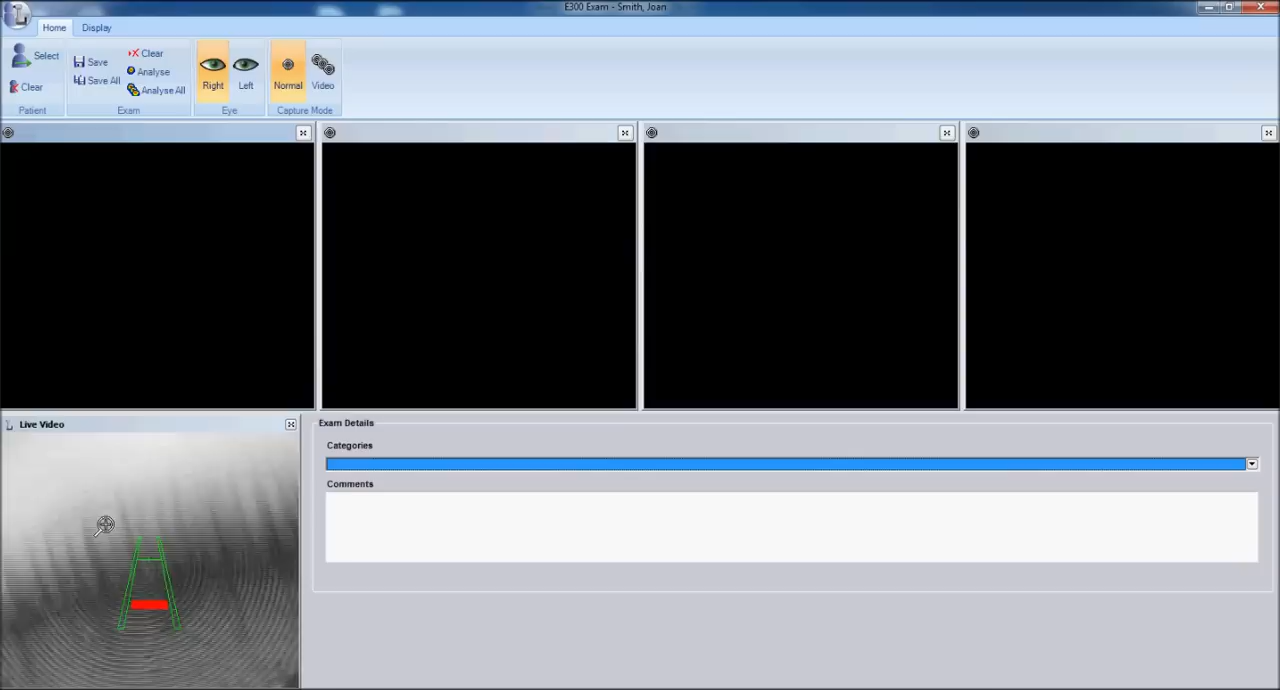 E300 Exam - Smith, Joan
Home Display
Select
Clear
Patient
Save
Save All
Clear
Analyse
Analyse All
Exam
Right Left
Eye
Normal Video
Capture Mode
Live Video
Exam Details
Categories
Comments